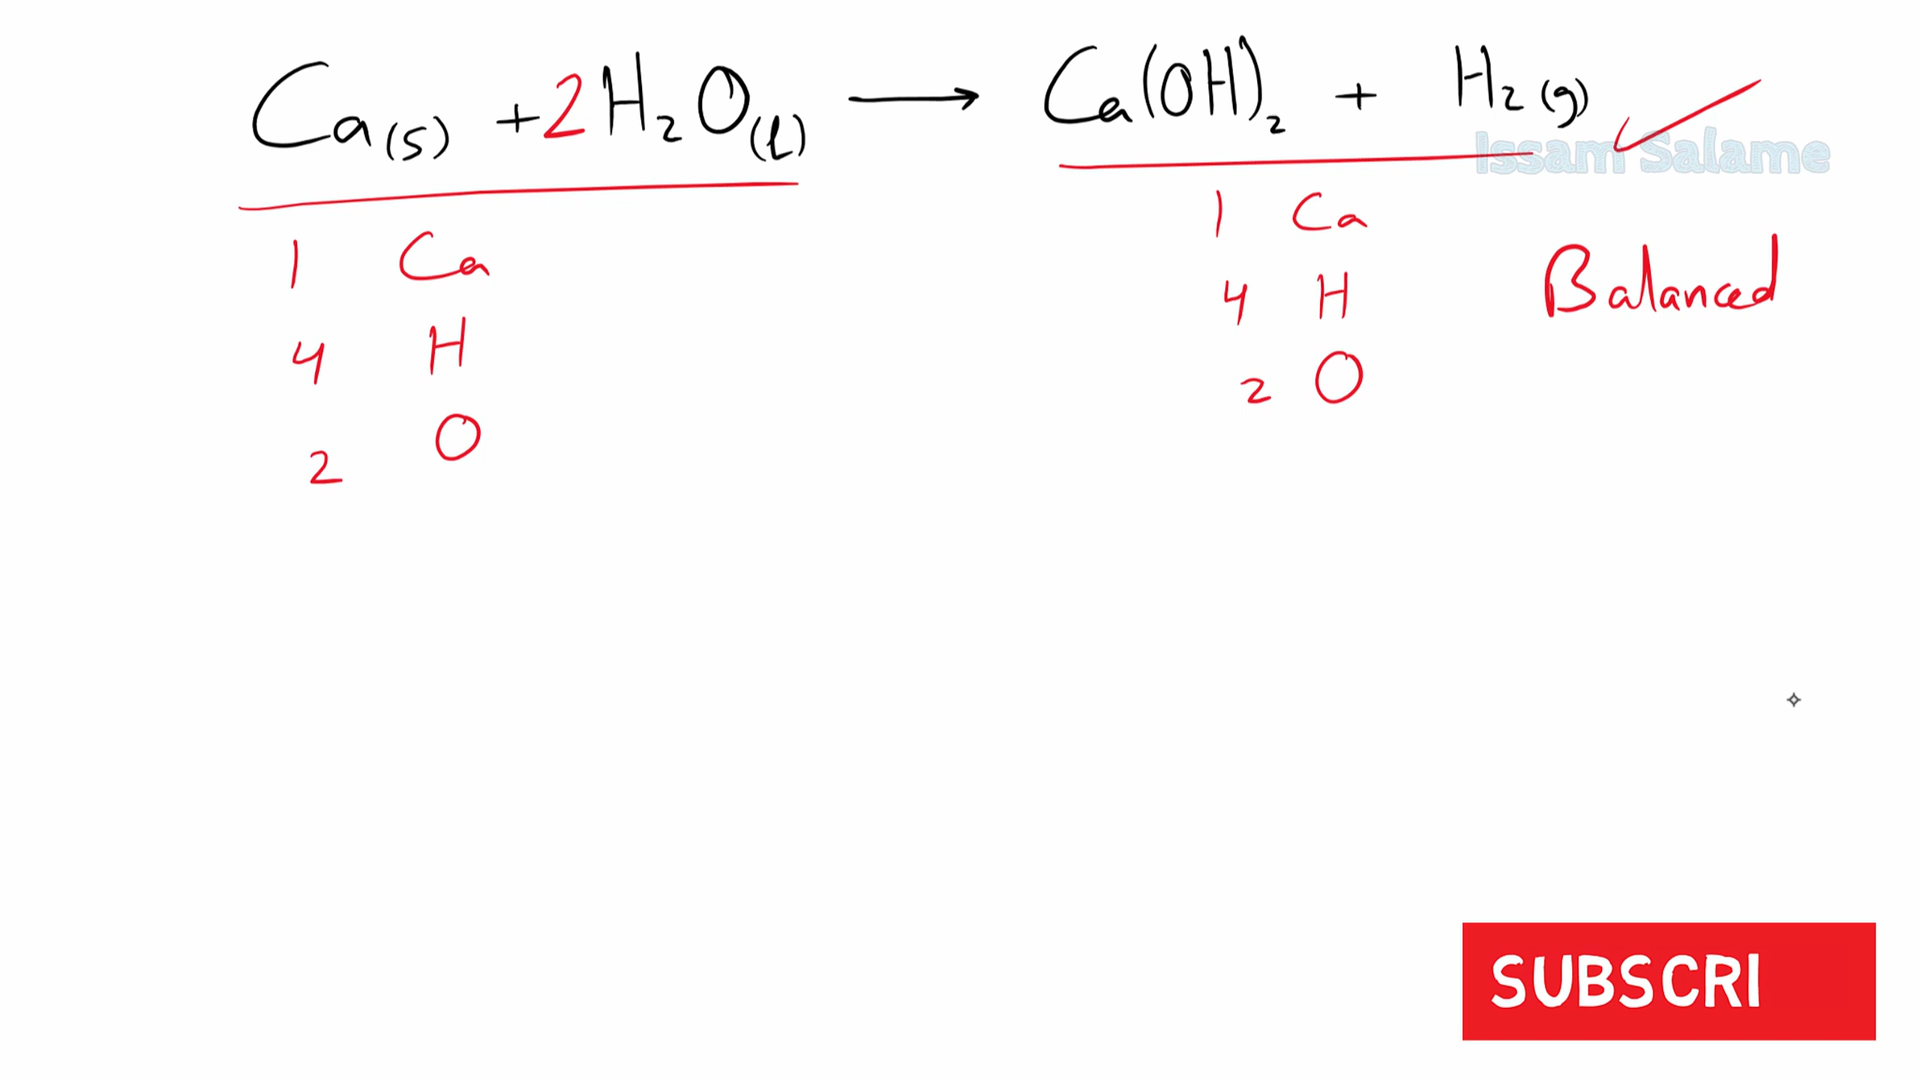 Ca(s) + 2H₂O(l) ⟶ Ca(OH)₂ + H₂(g)
Issam Salame
1 Ca
4 H
2 O
1 Ca
4 H
2 O
Balanced
SUBSCRI